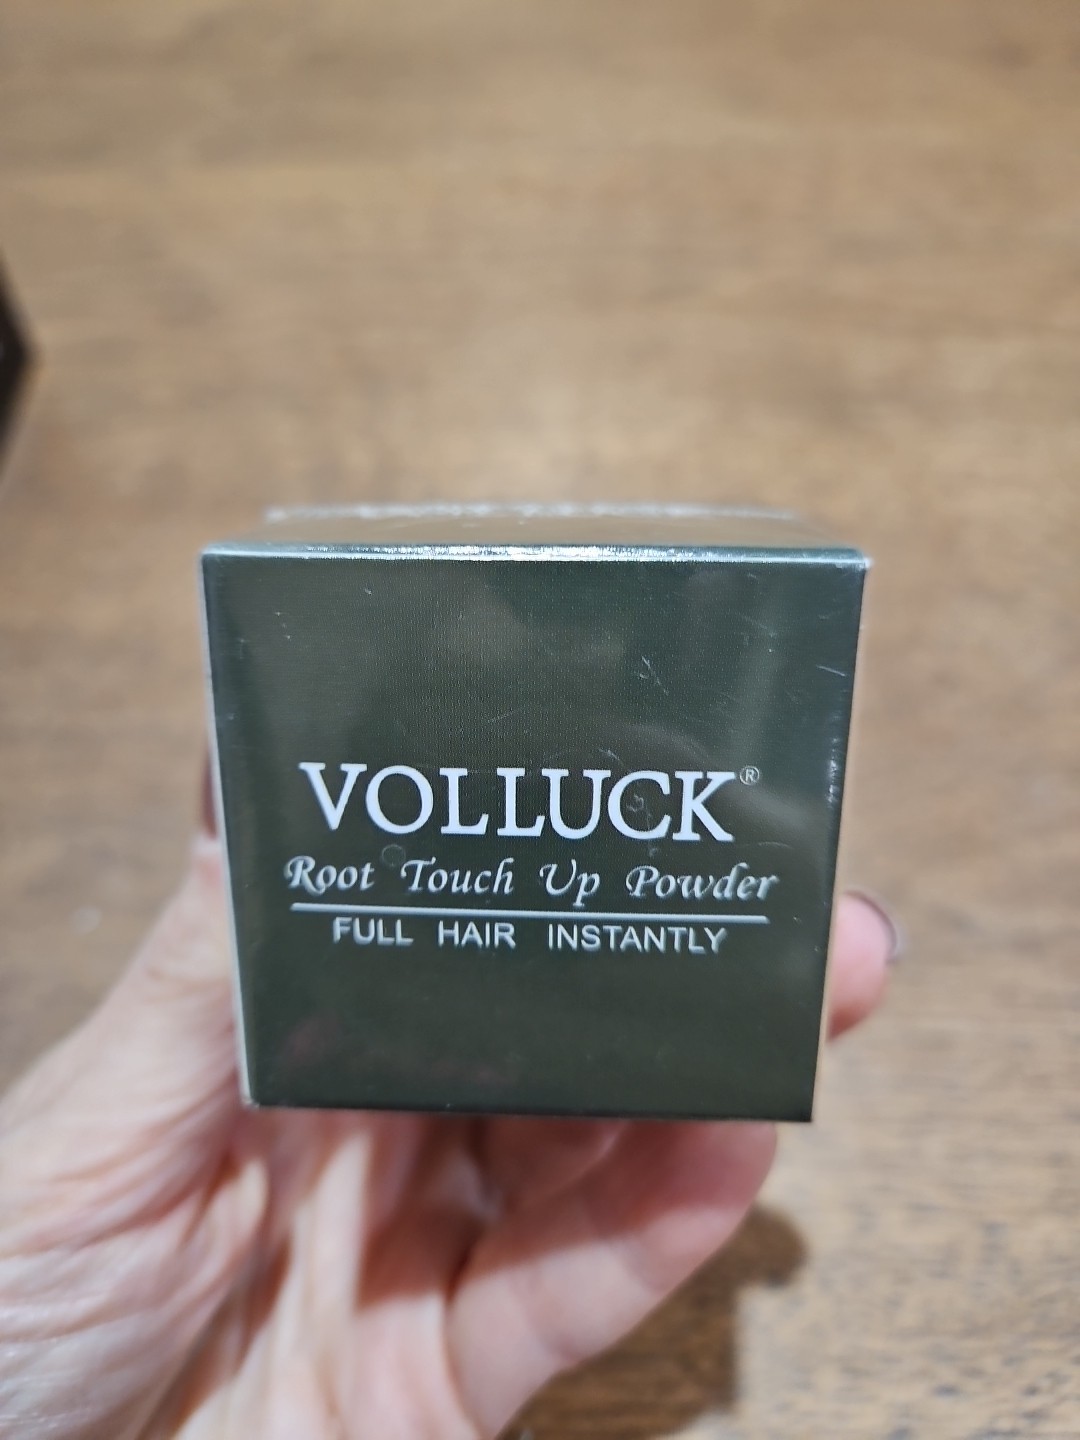 VOLLUCK®
Root Touch Up Powder
FULL HAIR INSTANTLY